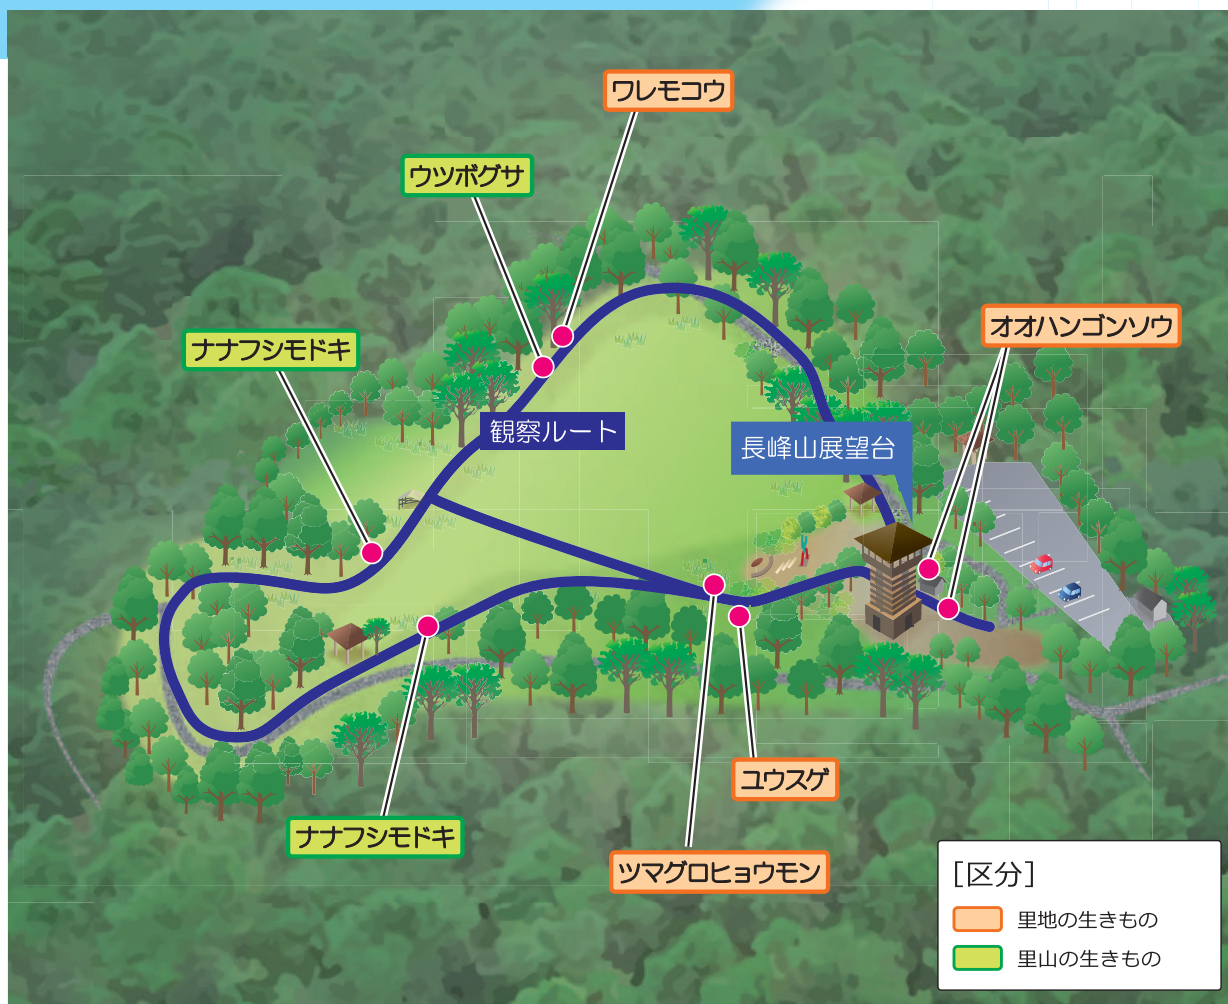 ワレモコウ
ウツボグサ
オオハンゴンソウ
ナナフシモドキ
観察ルート
長峰山展望台
ユウスゲ
ナナフシモドキ
ツマグロヒョウモン
[区分]
里地の生きもの
里山の生きもの